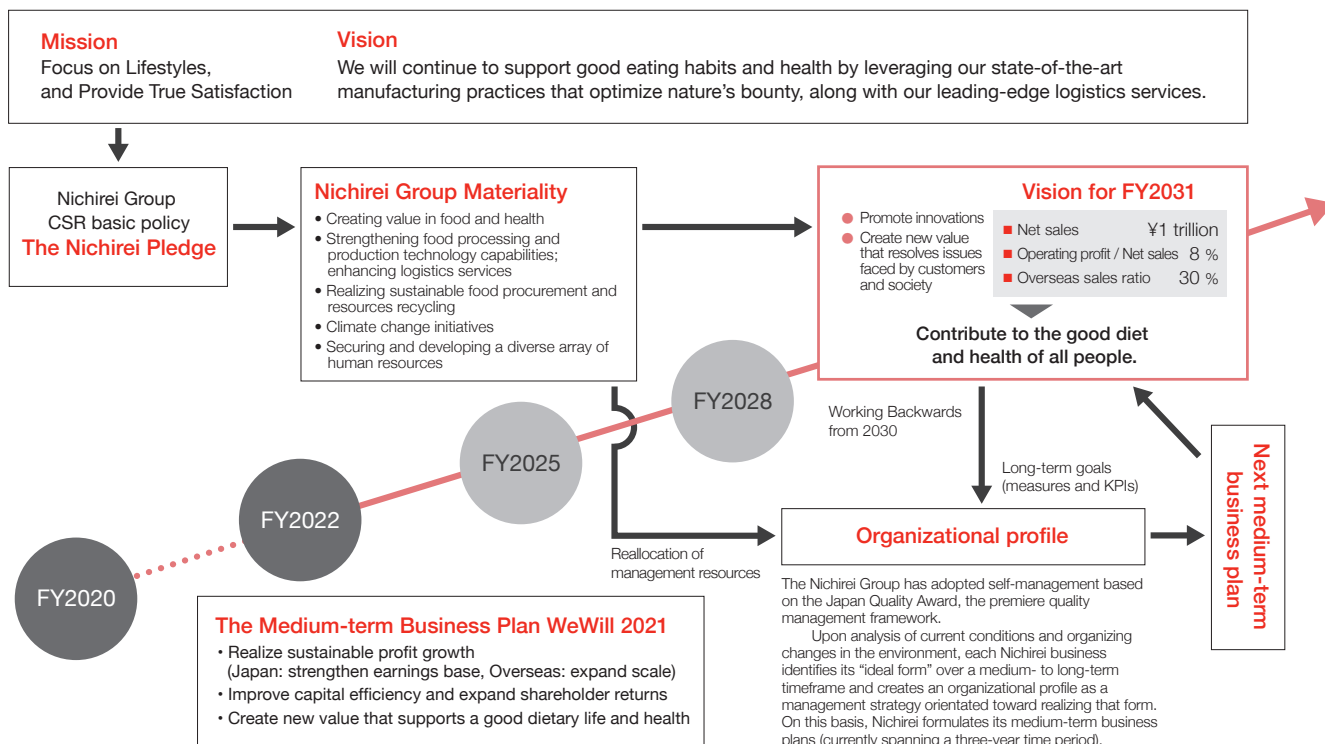 Mission
Focus on Lifestyles,
and Provide True Satisfaction
Vision
We will continue to support good eating habits and health by leveraging our state-of-the-art
manufacturing practices that optimize nature's bounty, along with our leading-edge logistics services.
Nichirei Group
CSR basic policy
The Nichirei Pledge
Nichirei Group Materiality
• Creating value in food and health
• Strengthening food processing and
production technology capabilities;
enhancing logistics services
• Realizing sustainable food procurement and
resources recycling
• Climate change initiatives
• Securing and developing a diverse array of
human resources
Vision for FY2031
● Promote innovations
● Create new value
that resolves issues
faced by customers
and society
■ Net sales ¥1 trillion
■ Operating profit / Net sales 8 %
■ Overseas sales ratio 30 %
Contribute to the good diet
and health of all people.
FY2020
FY2022
FY2025
FY2028
Working Backwards
from 2030
Long-term goals
(measures and KPIs)
Reallocation of
management resources
Organizational profile
Next medium-term
business plan
The Nichirei Group has adopted self-management based
on the Japan Quality Award, the premiere quality
management framework.
Upon analysis of current conditions and organizing
changes in the environment, each Nichirei business
identifies its "ideal form" over a medium- to long-term
timeframe and creates an organizational profile as a
management strategy orientated toward realizing that form.
On this basis, Nichirei formulates its medium-term business
plans (currently spanning a three-year time period).
The Medium-term Business Plan WeWill 2021
• Realize sustainable profit growth
(Japan: strengthen earnings base, Overseas: expand scale)
• Improve capital efficiency and expand shareholder returns
• Create new value that supports a good dietary life and health